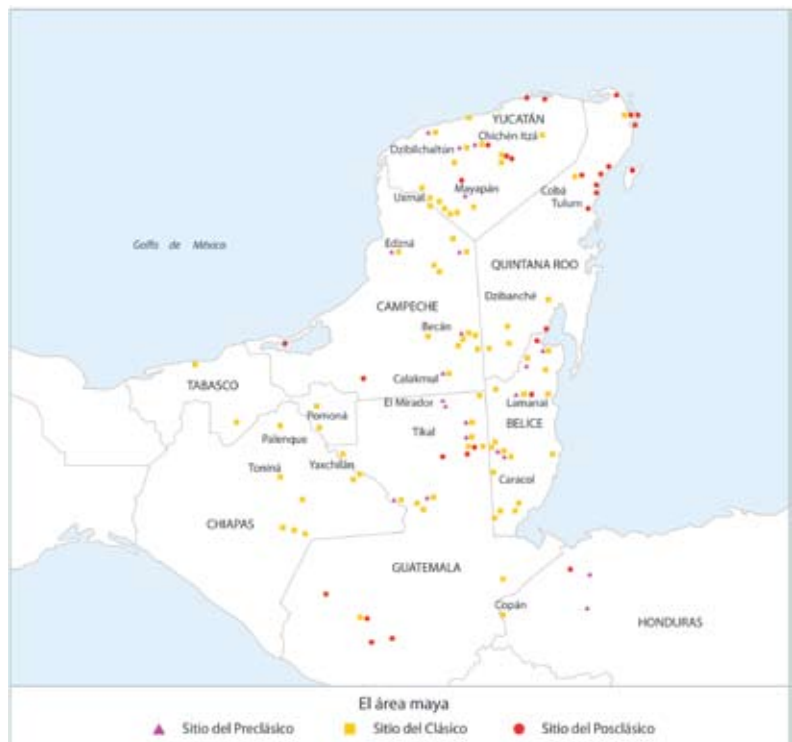 YUCATÁN
Chichén Itzá
Dzibilchaltún
Mayapán
Uxmal
Cobá
Tulum
Golfo de México
Edzná
QUINTANA ROO
Dzibanché
CAMPECHE
Becán
TABASCO
Calakmul
El Mirador
Lamanai
Pomoná
BELICE
Palenque
Tikal
Toniná
Yaxchilán
Caracol
CHIAPAS
GUATEMALA
Copán
HONDURAS
El área maya
Sitio del Preclásico Sitio del Clásico Sitio del Posclásico